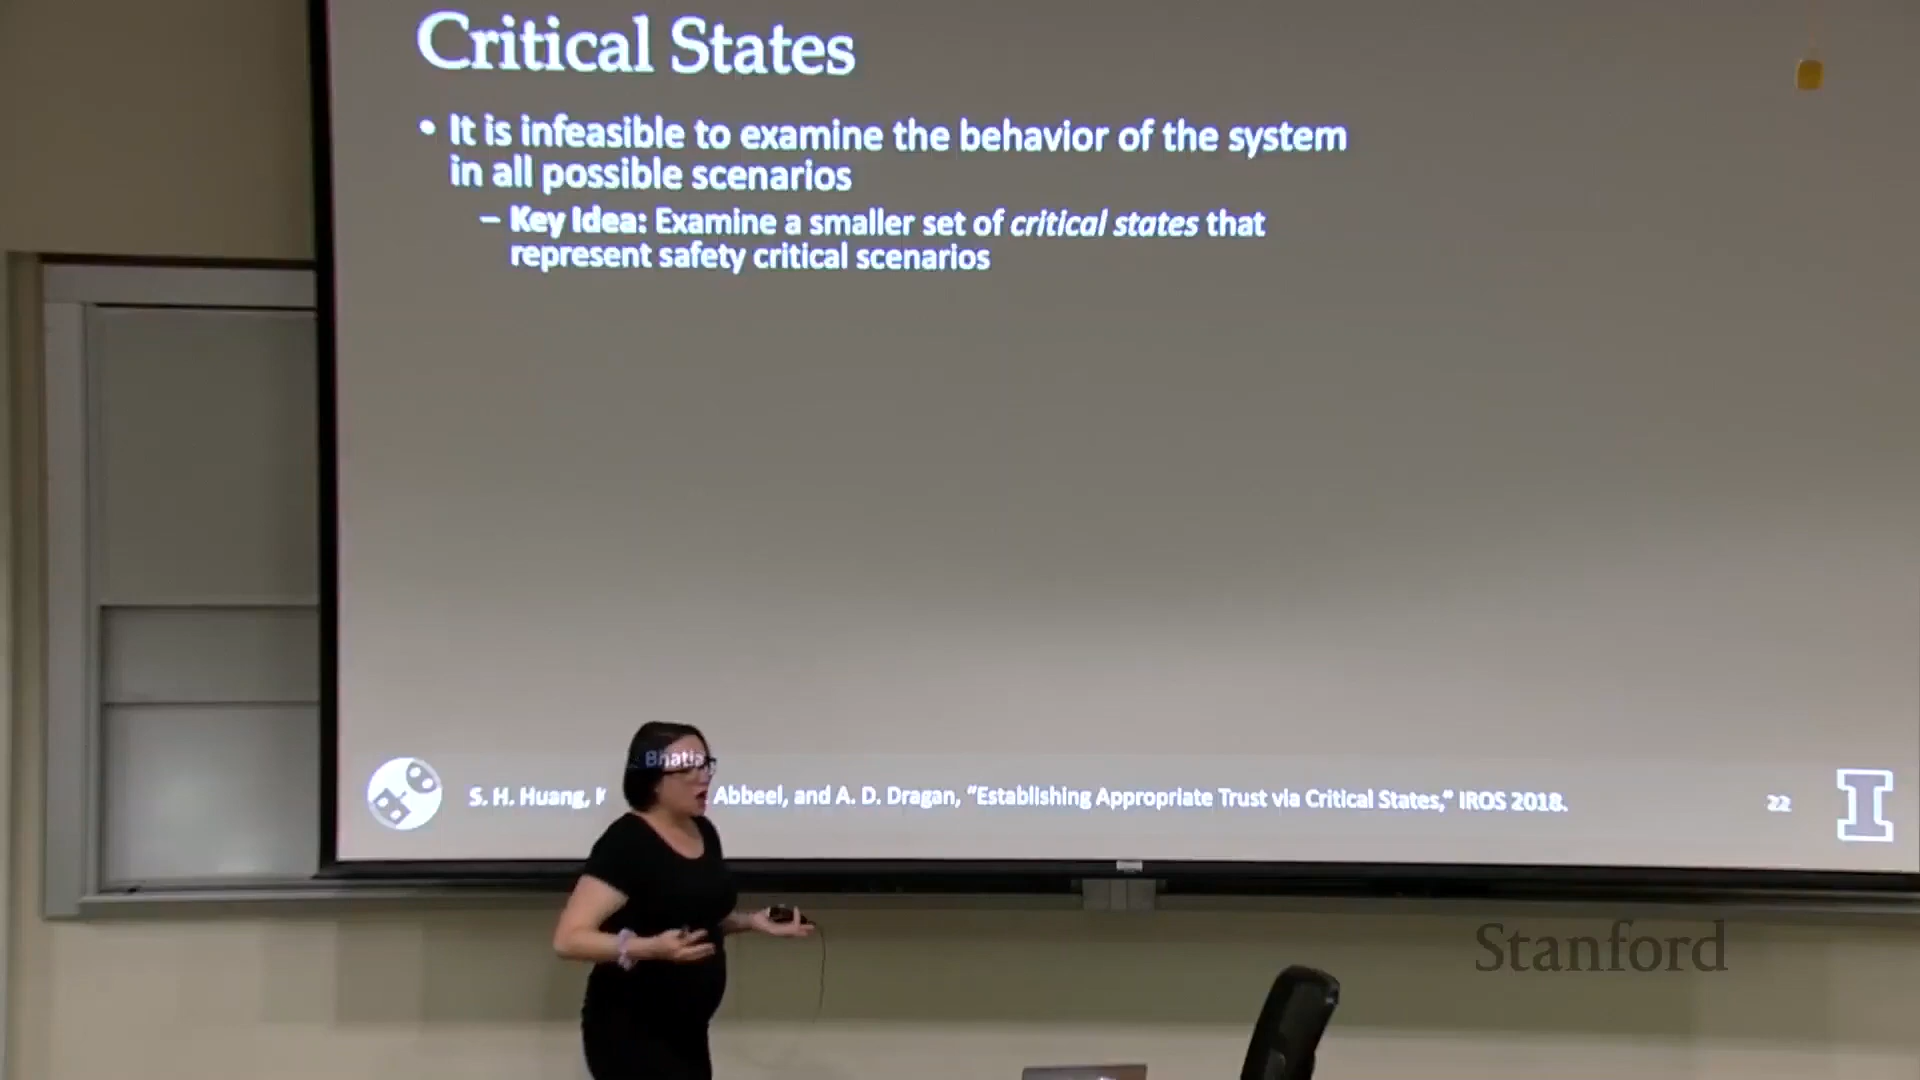 Critical States
• It is infeasible to examine the behavior of the system
in all possible scenarios
– Key Idea: Examine a smaller set of critical states that
represent safety critical scenarios
Bhatia
S. H. Huang, Abbeel, and A. D. Dragan, “Establishing Appropriate Trust via Critical States,” IROS 2018.
22
I
Stanford